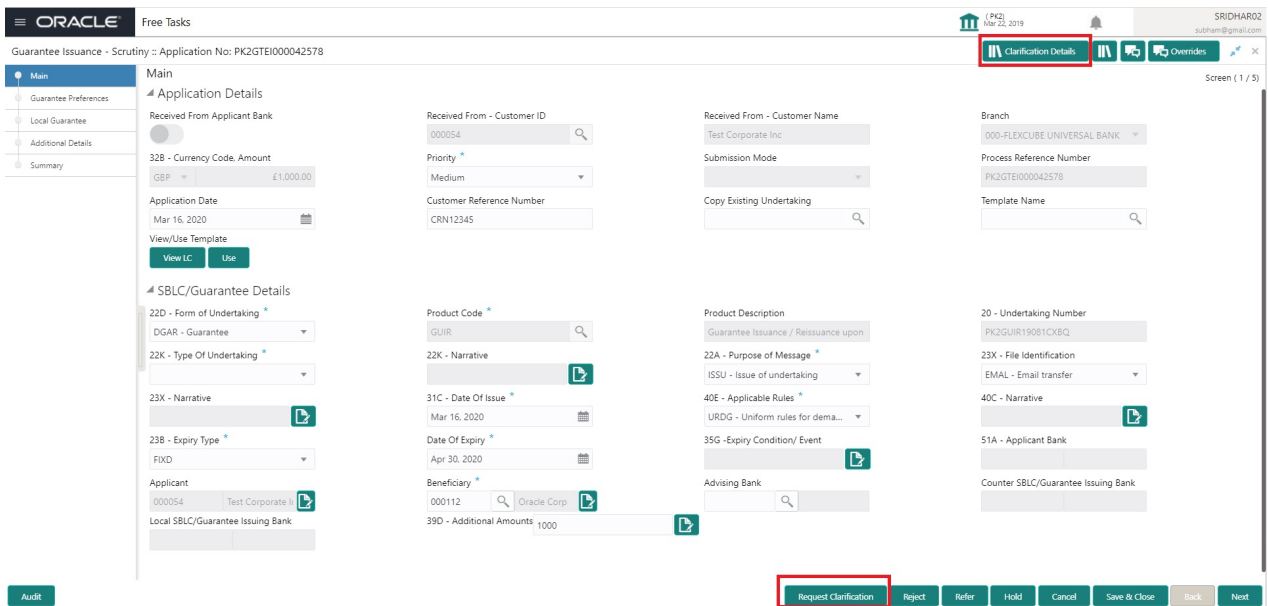 ORACLE Free Tasks (PK2) Mar 22, 2019 SRIDHAR02
subham@gmail.com
Guarantee Issuance - Scrutiny :: Application No: PK2GTEI000042578 Clarification Details Overrides
Main
Guarantee Preferences
Local Guarantee
Additional Details
Summary
Main Screen ( 1 / 5)
Application Details
Received From Applicant Bank Received From - Customer ID Received From - Customer Name Branch
000054 Test Corporate Inc 000-FLEXCUBE UNIVERSAL BANK
32B - Currency Code, Amount Priority * Submission Mode Process Reference Number
GBP £1,000.00 Medium PK2GTEI000042578
Application Date Customer Reference Number Copy Existing Undertaking Template Name
Mar 16, 2020 CRN12345
View/Use Template
View LC Use
SBLC/Guarantee Details
22D - Form of Undertaking * Product Code * Product Description 20 - Undertaking Number
DGAR - Guarantee GUIR Guarantee Issuance / Reissuance upon PK2GUIR19081CXBQ
22K - Type Of Undertaking * 22K - Narrative 22A - Purpose of Message * 23X - File Identification
ISSU - Issue of undertaking EMAL - Email transfer
23X - Narrative 31C - Date Of Issue * 40E - Applicable Rules * 40C - Narrative
Mar 16, 2020 URDG - Uniform rules for dema...
23B - Expiry Type * Date Of Expiry * 35G -Expiry Condition/ Event 51A - Applicant Bank
FIXD Apr 30, 2020
Applicant Beneficiary * Advising Bank Counter SBLC/Guarantee Issuing Bank
000054 Test Corporate I 000112 Oracle Corp
Local SBLC/Guarantee Issuing Bank 39D - Additional Amounts 1000
Audit Request Clarification Reject Refer Hold Cancel Save & Close Back Next